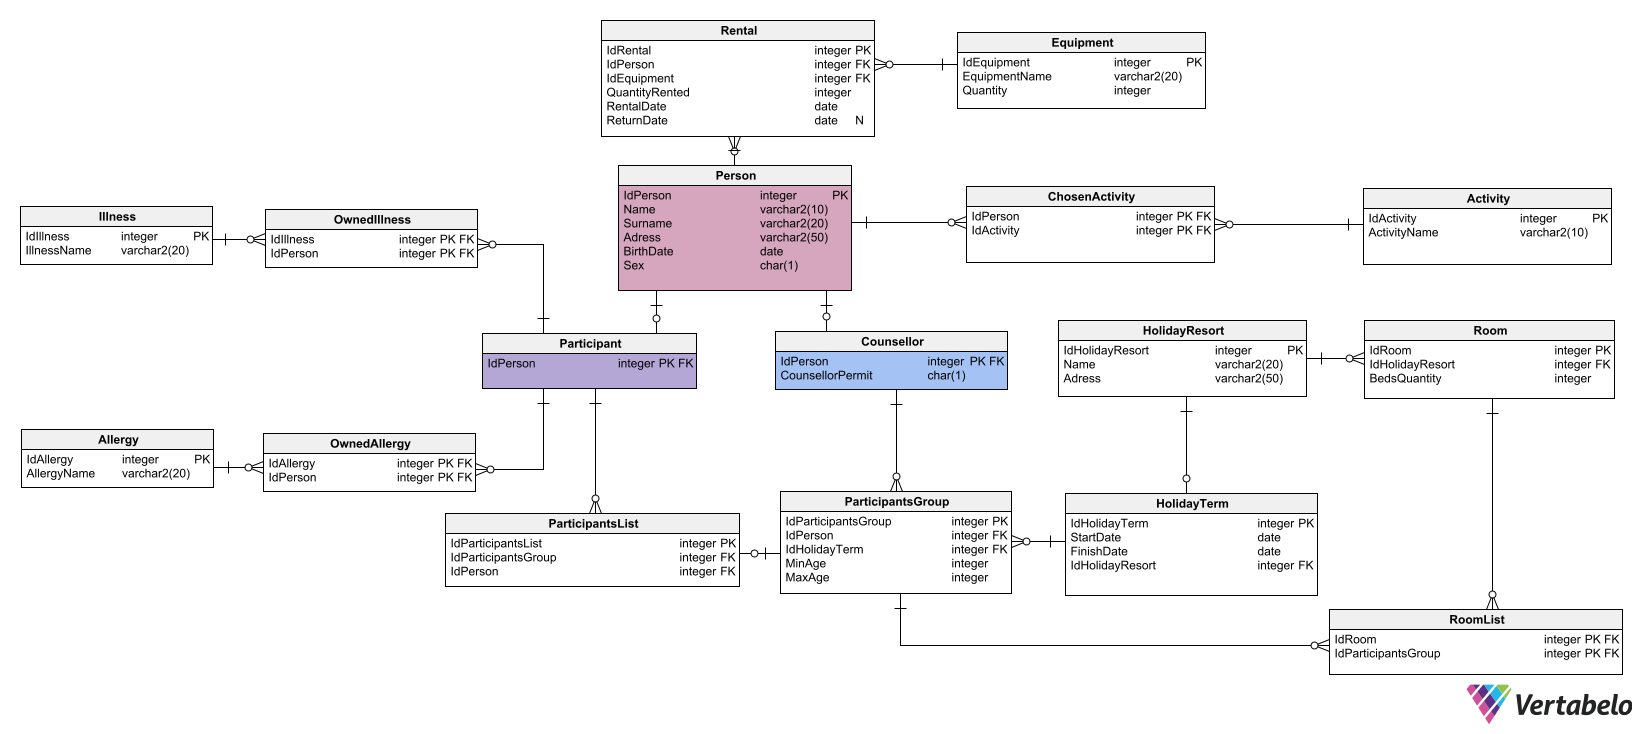 Rental
IdRental integer PK
IdPerson integer FK
IdEquipment integer FK
QuantityRented integer
RentalDate date
ReturnDate date N
Equipment
IdEquipment integer PK
EquipmentName varchar2(20)
Quantity integer
Person
IdPerson integer PK
Name varchar2(10)
Surname varchar2(20)
Adress varchar2(50)
BirthDate date
Sex char(1)
ChosenActivity
IdPerson integer PK FK
IdActivity integer PK FK
Activity
IdActivity integer PK
ActivityName varchar2(10)
Illness
IdIllness integer PK
IllnessName varchar2(20)
OwnedIllness
IdIllness integer PK FK
IdPerson integer PK FK
Participant
IdPerson integer PK FK
Counsellor
IdPerson integer PK FK
CounsellorPermit char(1)
HolidayResort
IdHolidayResort integer PK
Name varchar2(20)
Adress varchar2(50)
Room
IdRoom integer PK
IdHolidayResort integer FK
BedsQuantity integer
Allergy
IdAllergy integer PK
AllergyName varchar2(20)
OwnedAllergy
IdAllergy integer PK FK
IdPerson integer PK FK
ParticipantsList
IdParticipantsList integer PK
IdParticipantsGroup integer FK
IdPerson integer FK
ParticipantsGroup
IdParticipantsGroup integer PK
IdPerson integer FK
IdHolidayTerm integer FK
MinAge integer
MaxAge integer
HolidayTerm
IdHolidayTerm integer PK
StartDate date
FinishDate date
IdHolidayResort integer FK
RoomList
IdRoom integer PK FK
IdParticipantsGroup integer PK FK
Vertabelo